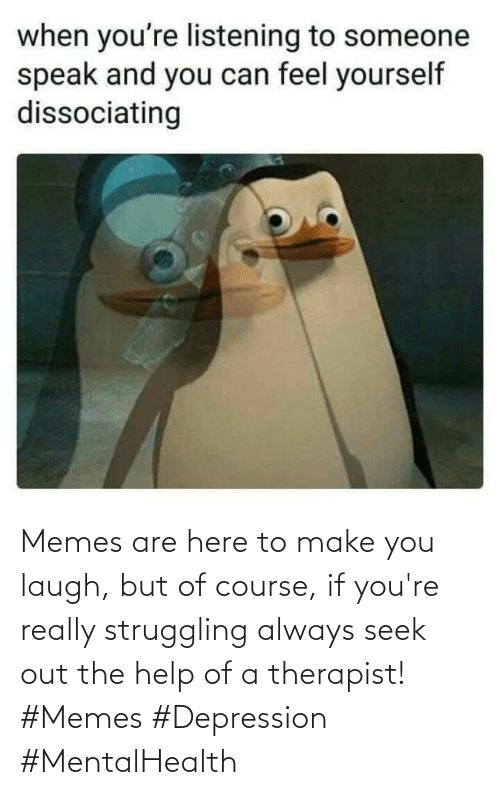 when you're listening to someone
speak and you can feel yourself
dissociating
Memes are here to make you
laugh, but of course, if you're
really struggling always seek
out the help of a therapist!
#Memes #Depression
#MentalHealth